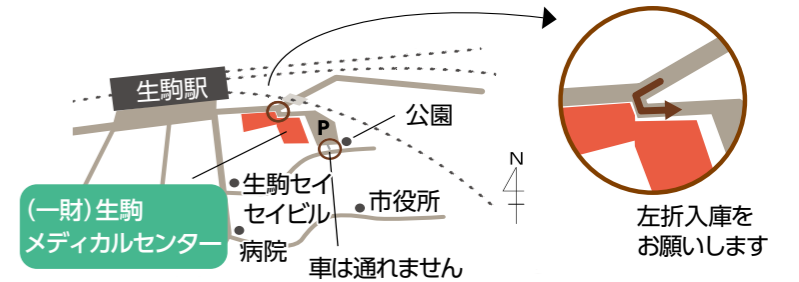 生駒駅
P
公園
N
(一財)生駒
メディカルセンター
生駒セイ
セイビル
市役所
病院
車は通れません
左折入庫を
お願いします